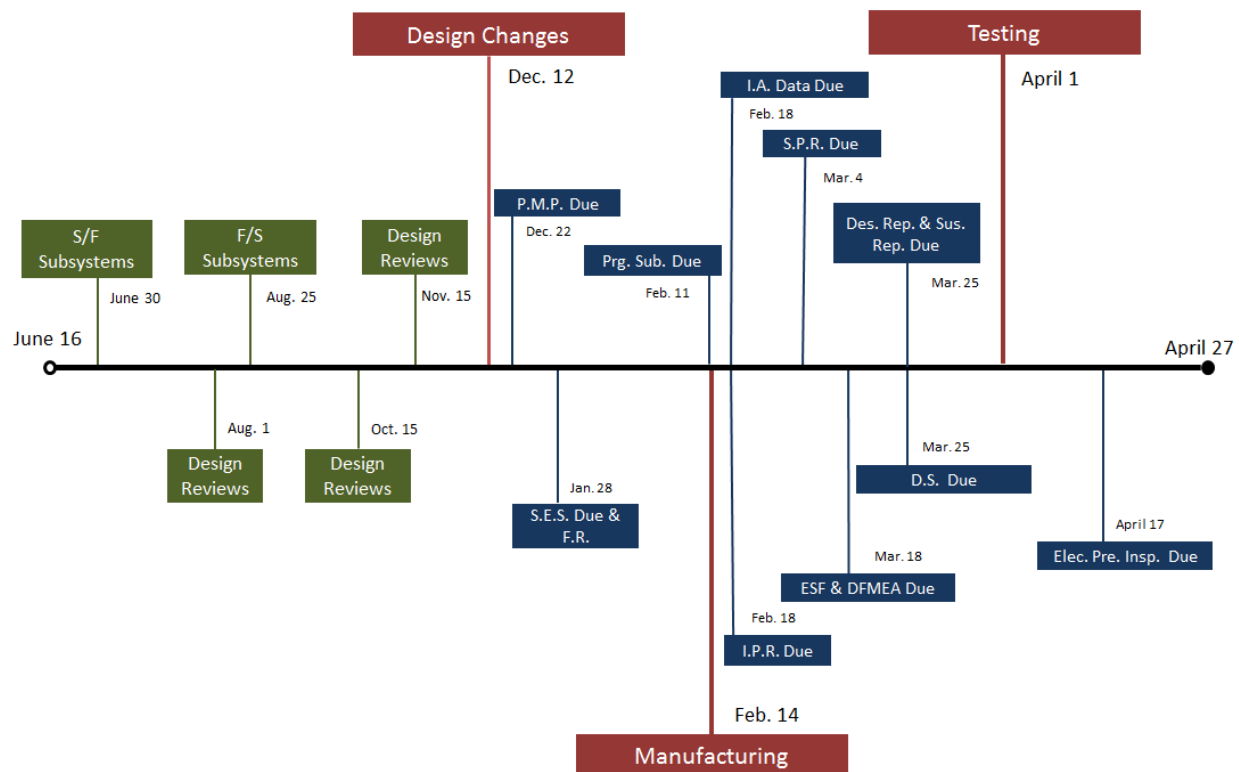 Design Changes
Dec. 12
Testing
April 1
I.A. Data Due
Feb. 18
S.P.R. Due
Mar. 4
P.M.P. Due
Dec. 22
S/F
Subsystems
June 30
F/S
Subsystems
Aug. 25
Design
Reviews
Nov. 15
Prg. Sub. Due
Feb. 11
Des. Rep. & Sus.
Rep. Due
Mar. 25
June 16
April 27
Aug. 1
Design
Reviews
Oct. 15
Design
Reviews
Jan. 28
S.E.S. Due &
F.R.
Mar. 25
D.S. Due
April 17
Elec. Pre. Insp. Due
Mar. 18
ESF & DFMEA Due
Feb. 18
I.P.R. Due
Feb. 14
Manufacturing